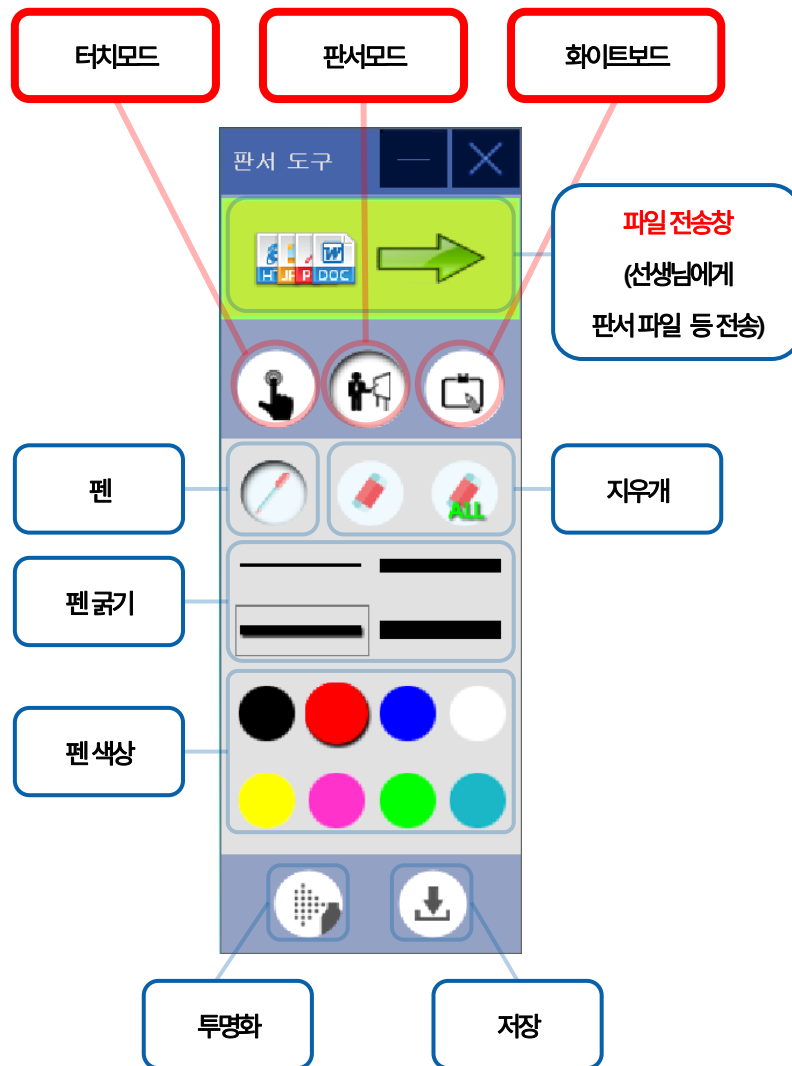 터치모드
판서모드
화이트보드
판서 도구
파일 전송창
(선생님에게
판서 파일 등 전송)
DOC
펜
지우개
ALL
펜 굵기
펜 색상
투명화
저장